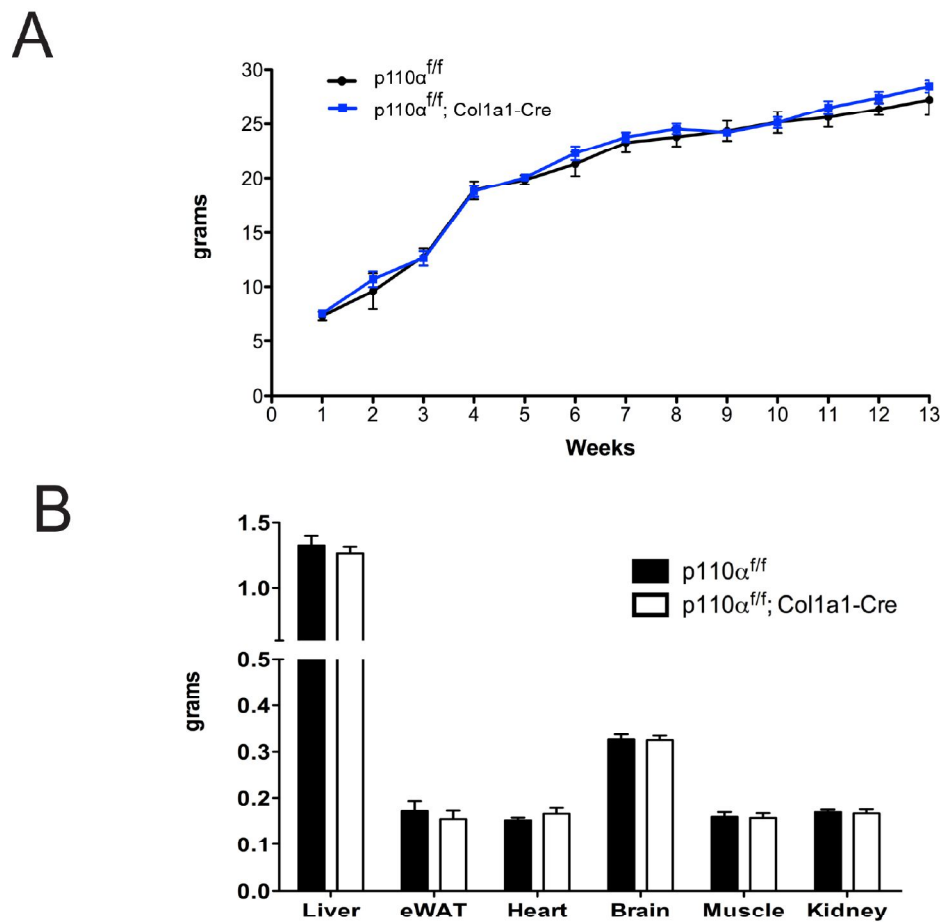 A
p110α^f/f
p110α^f/f; Col1a1-Cre
30
25
20
15
10
5
0
grams
0 1 2 3 4 5 6 7 8 9 10 11 12 13
Weeks
B
p110α^f/f
p110α^f/f; Col1a1-Cre
1.5
1.0
0.5
0.4
0.3
0.2
0.1
0.0
grams
Liver eWAT Heart Brain Muscle Kidney